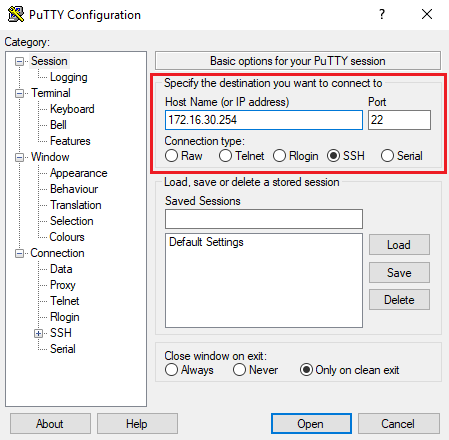 PuTTY Configuration
Category:
Session
Logging
Terminal
Keyboard
Bell
Features
Window
Appearance
Behaviour
Translation
Selection
Colours
Connection
Data
Proxy
Telnet
Rlogin
SSH
Serial
Basic options for your PuTTY session
Specify the destination you want to connect to
Host Name (or IP address) Port
172.16.30.254 22
Connection type:
Raw Telnet Rlogin SSH Serial
Load, save or delete a stored session
Saved Sessions
Default Settings
Load
Save
Delete
Close window on exit:
Always Never Only on clean exit
About Help Open Cancel